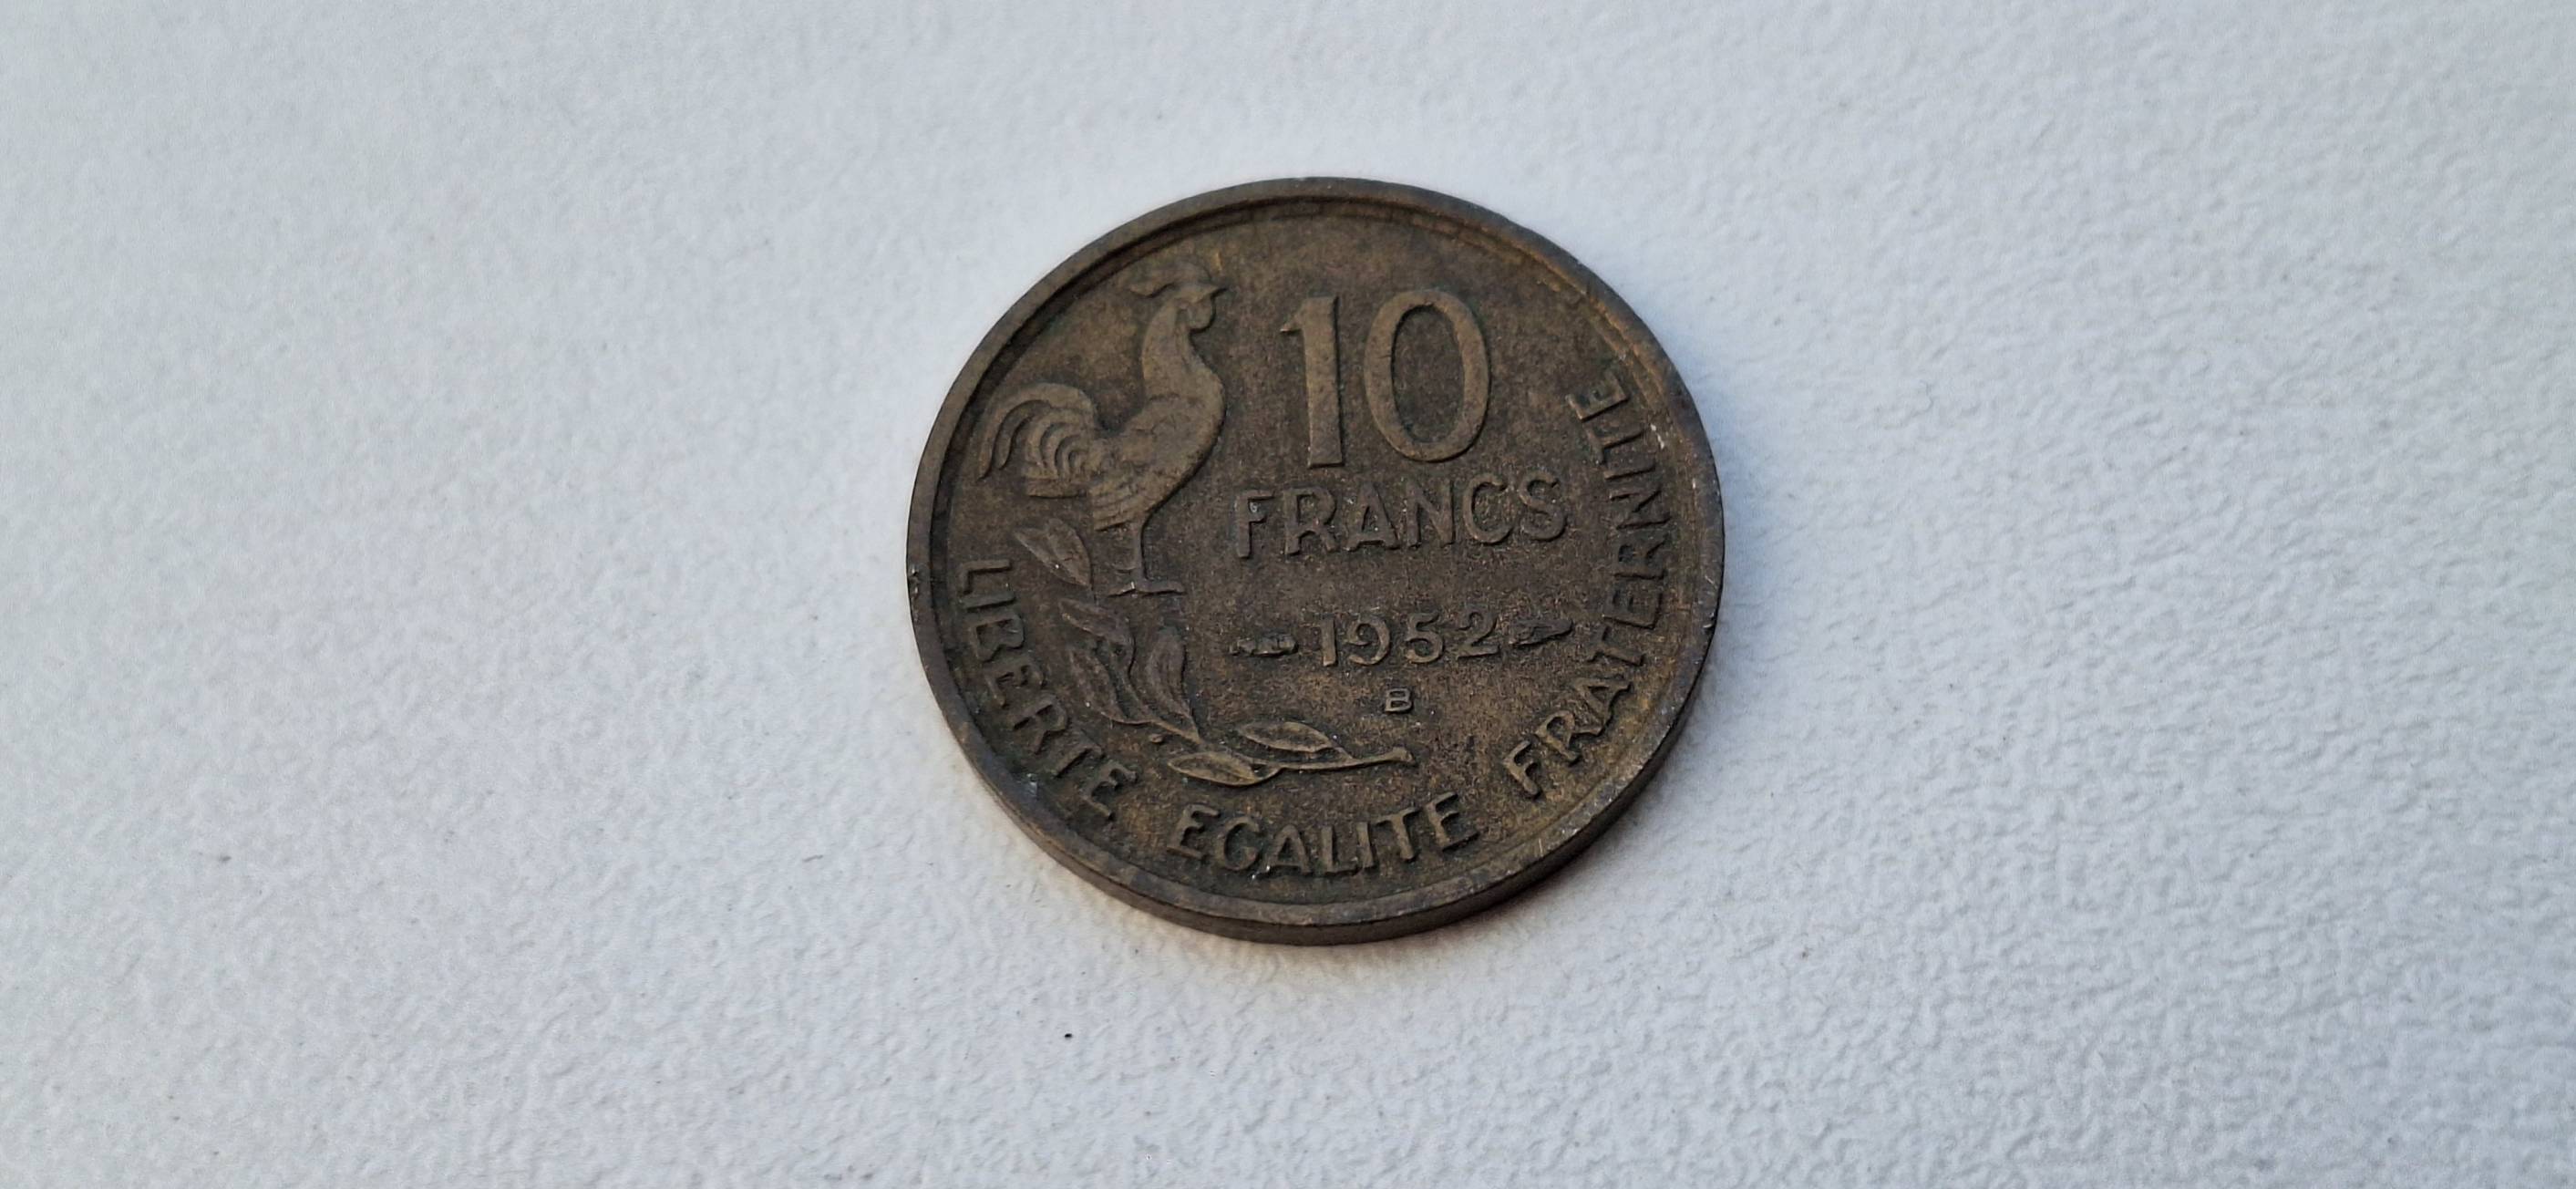 10
FRANCS
1952
B
LIBERTE EGALITE FRATERNITE